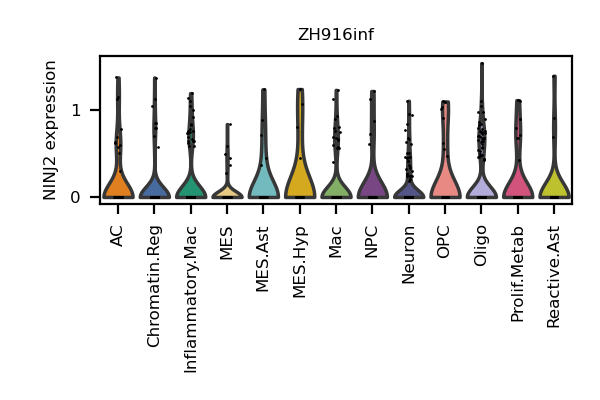 ZH916inf
NINJ2 expression
1
0
AC
Chromatin.Reg
Inflammatory.Mac
MES
MES.Ast
MES.Hyp
Mac
NPC
Neuron
OPC
Oligo
Prolif.Metab
Reactive.Ast